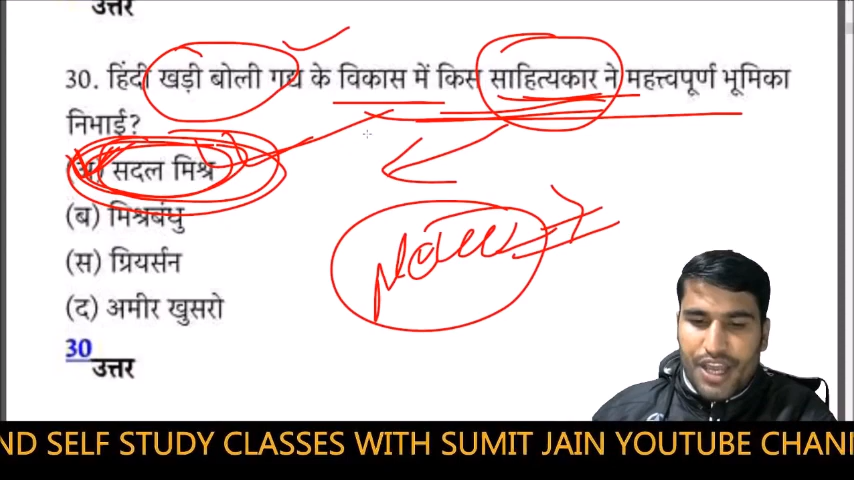 उत्तर
30. हिंदी खड़ी बोली गद्य के विकास में किस साहित्यकार ने महत्त्वपूर्ण भूमिका
निभाई?
(अ) सदल मिश्र
(ब) मिश्रबंधु
(स) ग्रियर्सन
(द) अमीर खुसरो
30
उत्तर
ND SELF STUDY CLASSES WITH SUMIT JAIN YOUTUBE CHAN